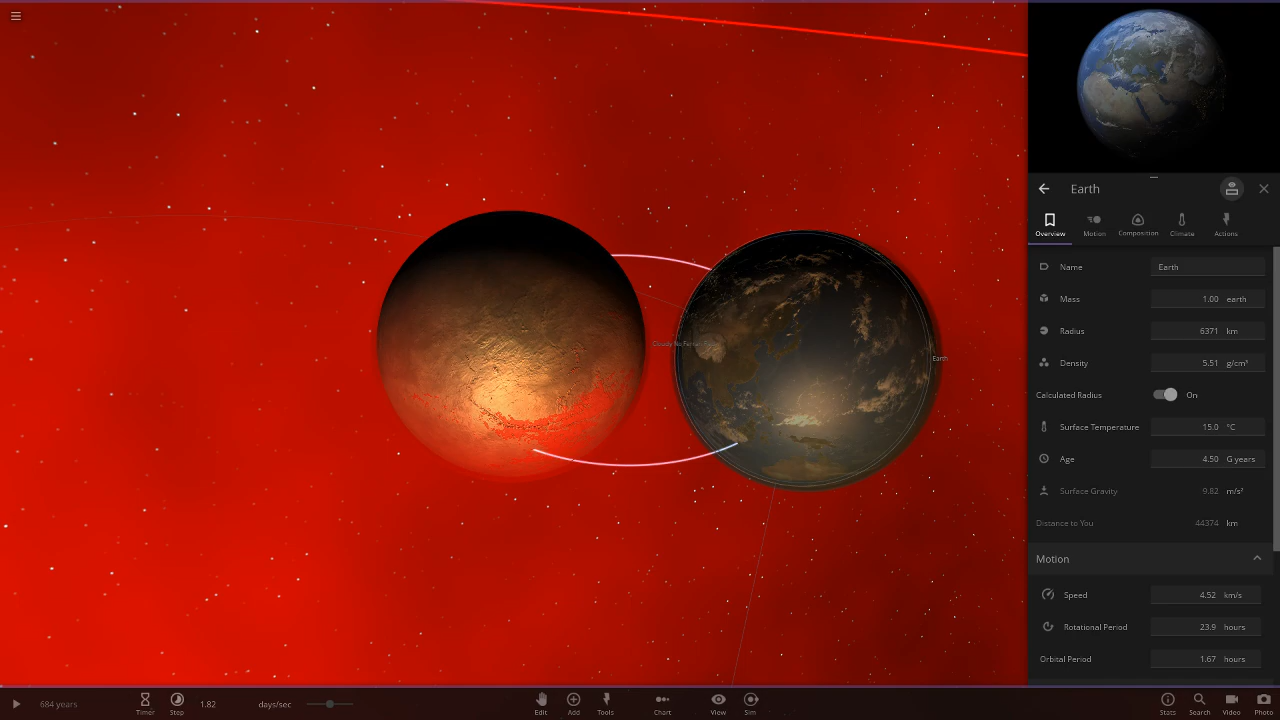 Earth
Overview
Motion
Composition
Climate
Actions
Name Earth
Mass 1.00 earth
Radius 6371 km
Density 5.51 g/cm³
Calculated Radius On
Surface Temperature 15.0 °C
Age 4.50 G years
Surface Gravity 9.82 m/s²
Distance to You 44374 km
Motion
Speed 4.52 km/s
Rotational Period 23.9 hours
Orbital Period 1.67 hours
Earth
684 years
Timer
Step
1.82 days/sec
Edit
Add
Tools
Chart
View
Sim
Stats
Search
Video
Photo